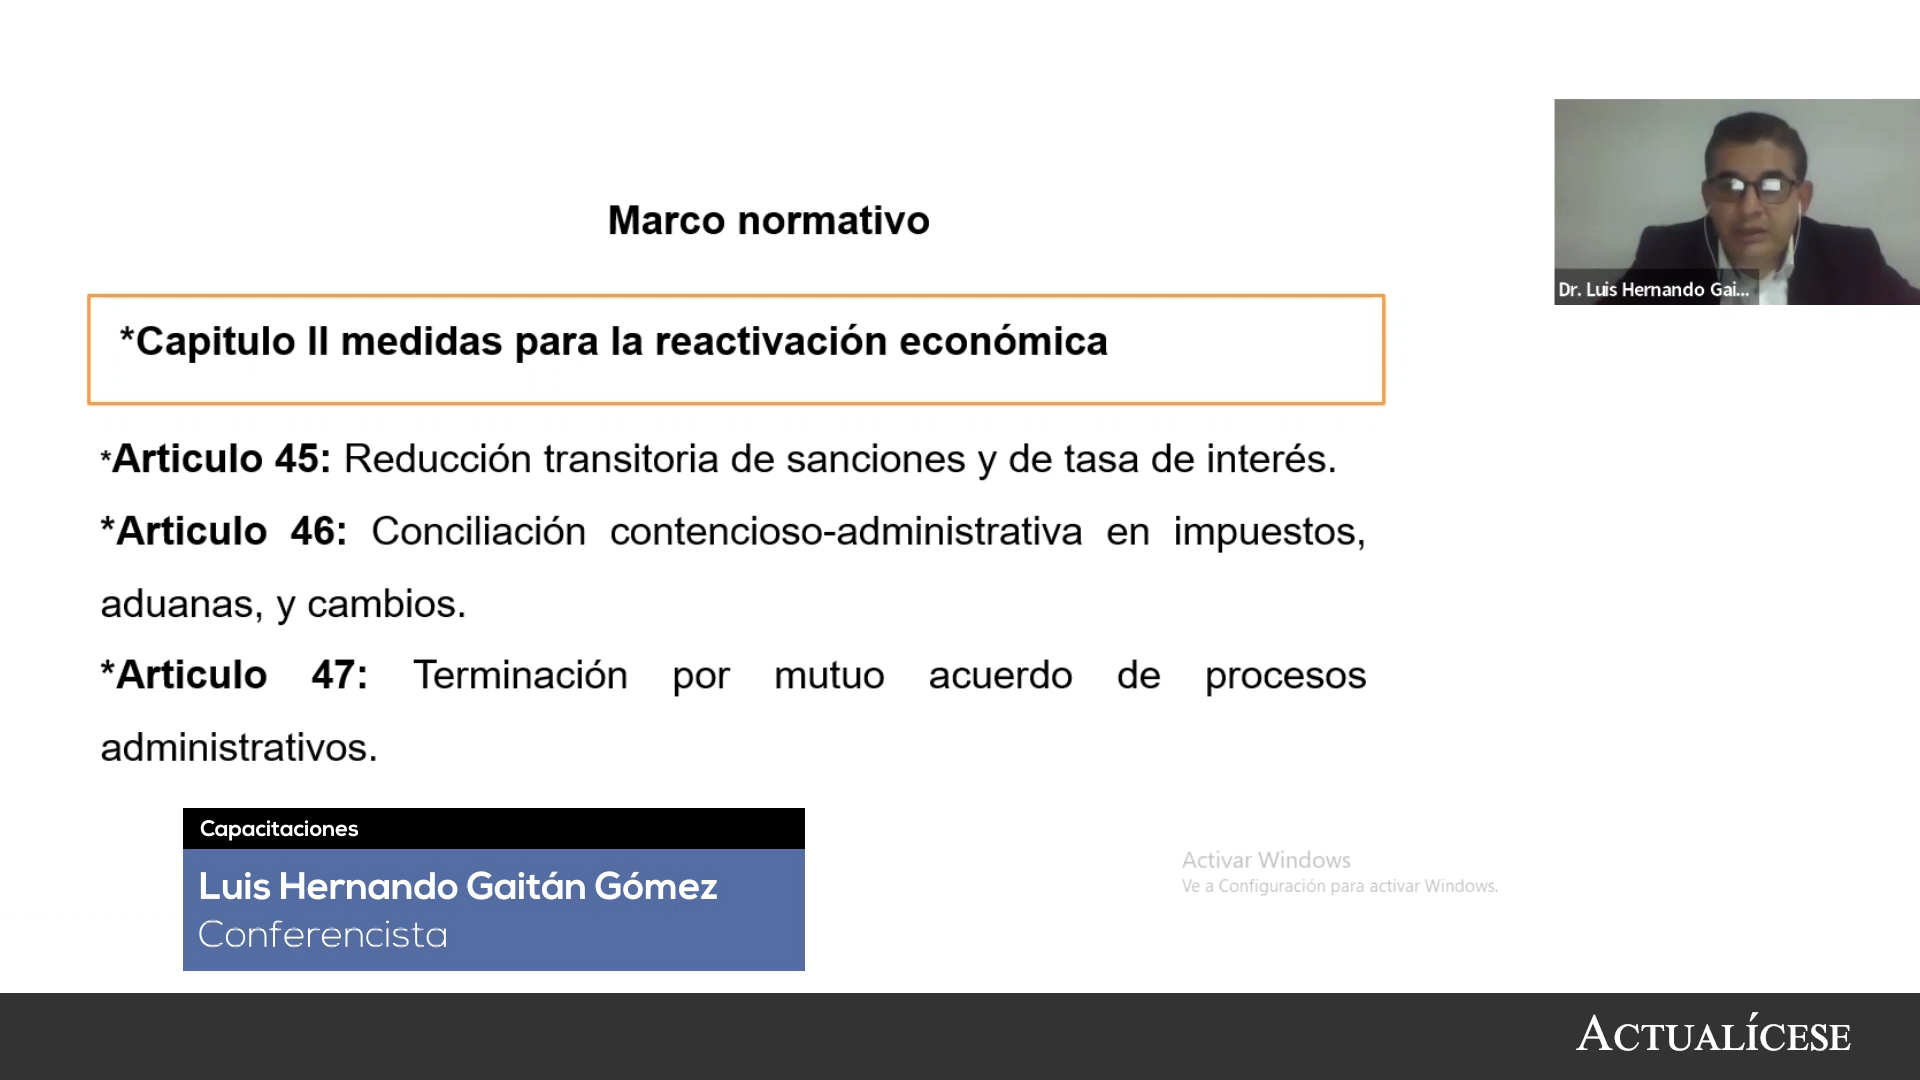 Marco normativo
*Capitulo II medidas para la reactivación económica
*Articulo 45: Reducción transitoria de sanciones y de tasa de interés.
*Articulo 46: Conciliación contencioso-administrativa en impuestos,
aduanas, y cambios.
*Articulo 47: Terminación por mutuo acuerdo de procesos
administrativos.
Dr. Luis Hernando Gai...
Capacitaciones
Luis Hernando Gaitán Gómez
Conferencista
Activar Windows
Ve a Configuración para activar Windows.
ACTUALÍCESE